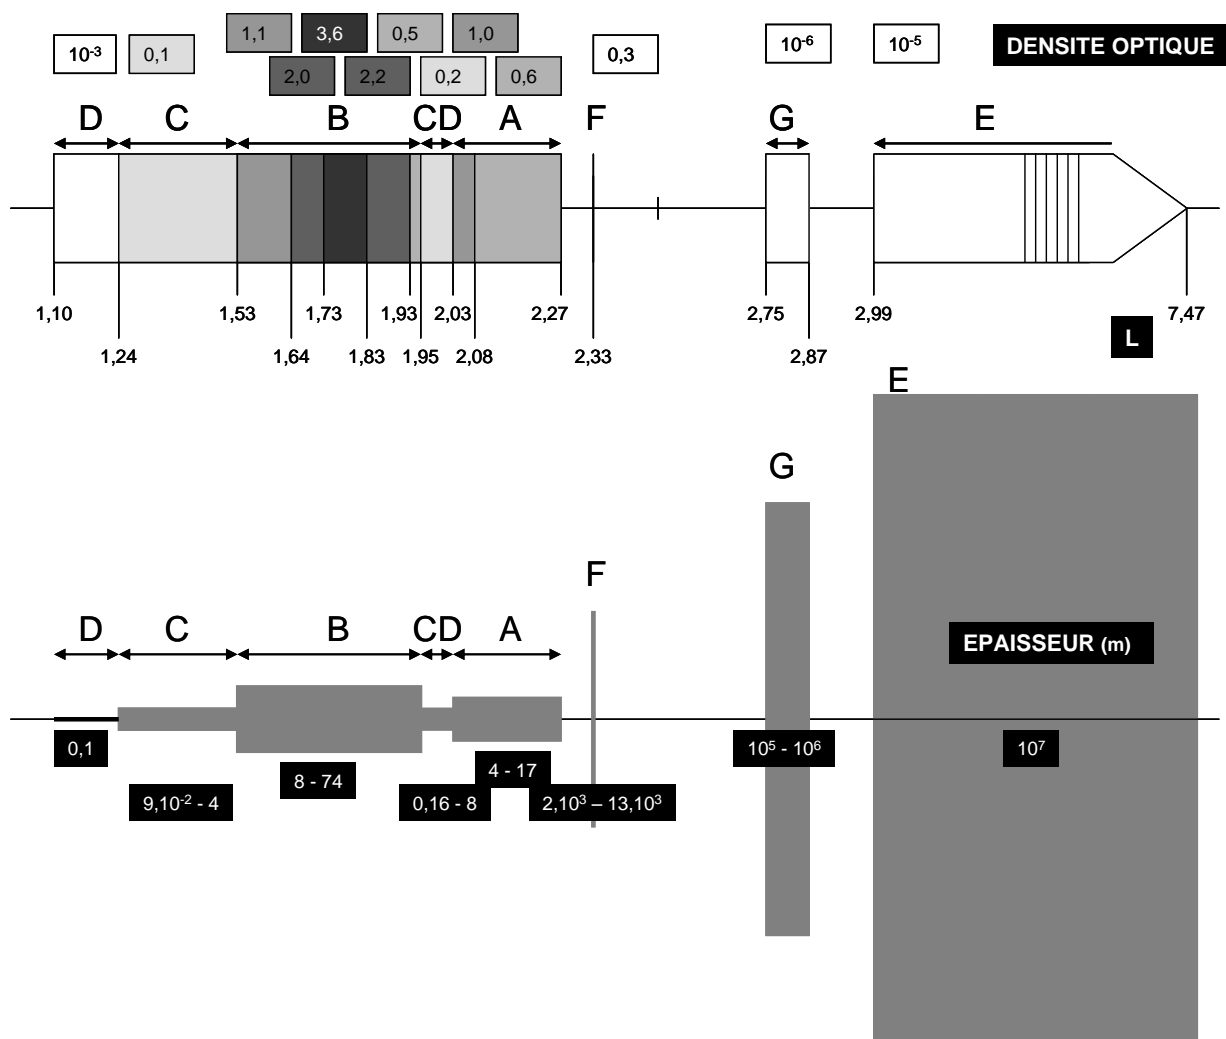 1,1 3,6 0,5 1,0
10⁻³ 0,1 0,3 10⁻⁶ 10⁻⁵ DENSITE OPTIQUE
2,0 2,2 0,2 0,6
D C B C D A F G E
1,10 1,53 1,73 1,93 2,03 2,27 2,75 2,99 7,47
1,24 1,64 1,83 1,95 2,08 2,33 2,87
L
E
G
F
D C B C D A
EPAISSEUR (m)
0,1 10⁵ - 10⁶ 10⁷
8 - 74 4 - 17
9,10⁻² - 4 0,16 - 8 2,10³ – 13,10³